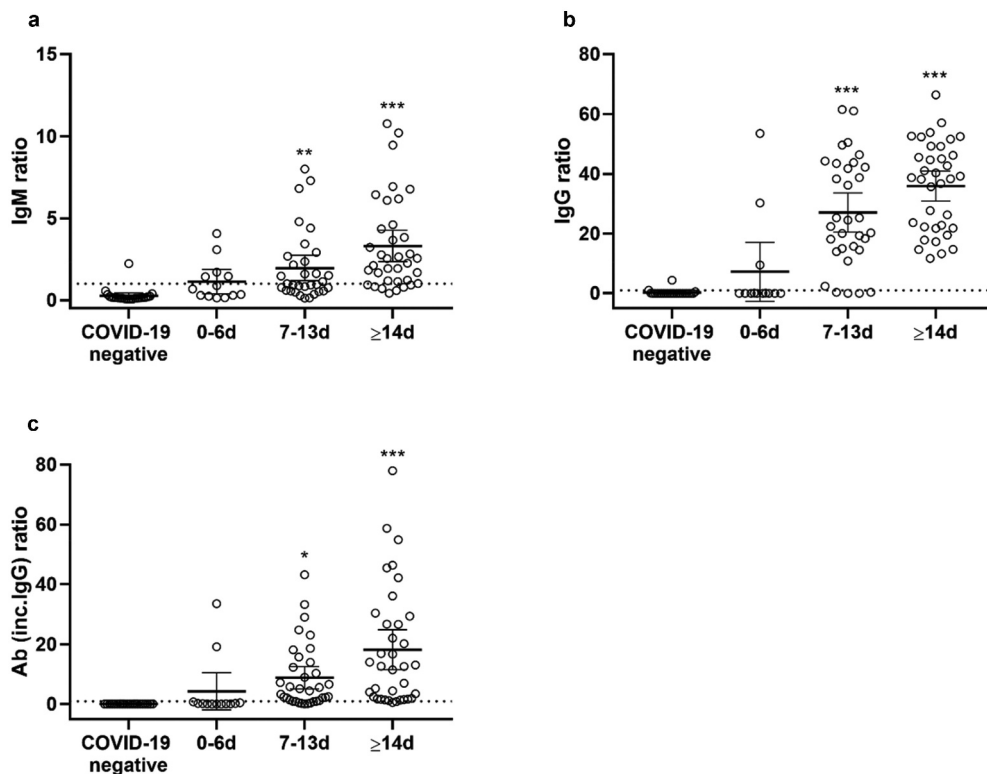 a
15
10
5
0
IgM ratio
**
***
COVID-19
negative
0-6d
7-13d
≥14d
b
80
60
40
20
0
IgG ratio
***
***
COVID-19
negative
0-6d
7-13d
≥14d
c
80
60
40
20
0
Ab (inc.IgG) ratio
*
***
COVID-19
negative
0-6d
7-13d
≥14d